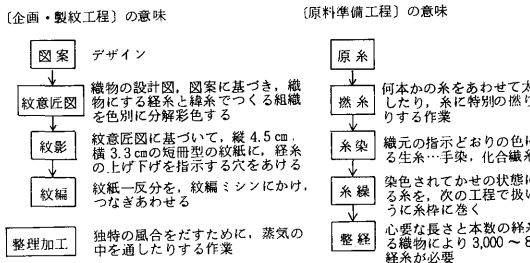 〔企画・製紋工程〕の意味
図案
デザイン
紋意匠図
織物の設計図，図案に基づき，織
物にする経糸と緯糸でつくる組織
を色別に分解彩色する
紋影
紋意匠図に基づいて，縦4.5cm．
横3.3cmの短冊型の紋紙に，経糸
の上げ下げを指示する穴をあける
紋編
紋紙一反分を，紋編ミシンにかけ，
つなぎあわせる
整理加工
独特の風合をだすために，蒸気の
中を通したりする作業
〔原料準備工程〕の意味
原糸
撚糸
何本かの糸をあわせて太
したり，糸に特別の撚り
りする作業
糸染
織元の指示どおりの色に
る生糸…手染，化合繊糸
糸繰
染色されてかせの状態に
る糸を，次の工程で扱い
うに糸枠に巻く
整経
心要な長さと本数の経糸
る織物により3,000～8
経糸が必要